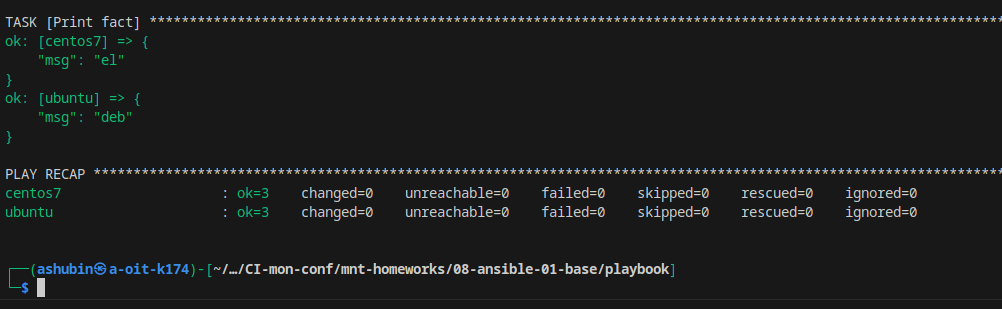 TASK [Print fact] **********************************************************************************************************
ok: [centos7] => {
    "msg": "el"
}
ok: [ubuntu] => {
    "msg": "deb"
}
PLAY RECAP *****************************************************************************************************************
centos7                    : ok=3    changed=0    unreachable=0    failed=0    skipped=0    rescued=0    ignored=0
ubuntu                     : ok=3    changed=0    unreachable=0    failed=0    skipped=0    rescued=0    ignored=0
┌──(ashubin㉿a-oit-k174)-[~/…/CI-mon-conf/mnt-homeworks/08-ansible-01-base/playbook]
└─$